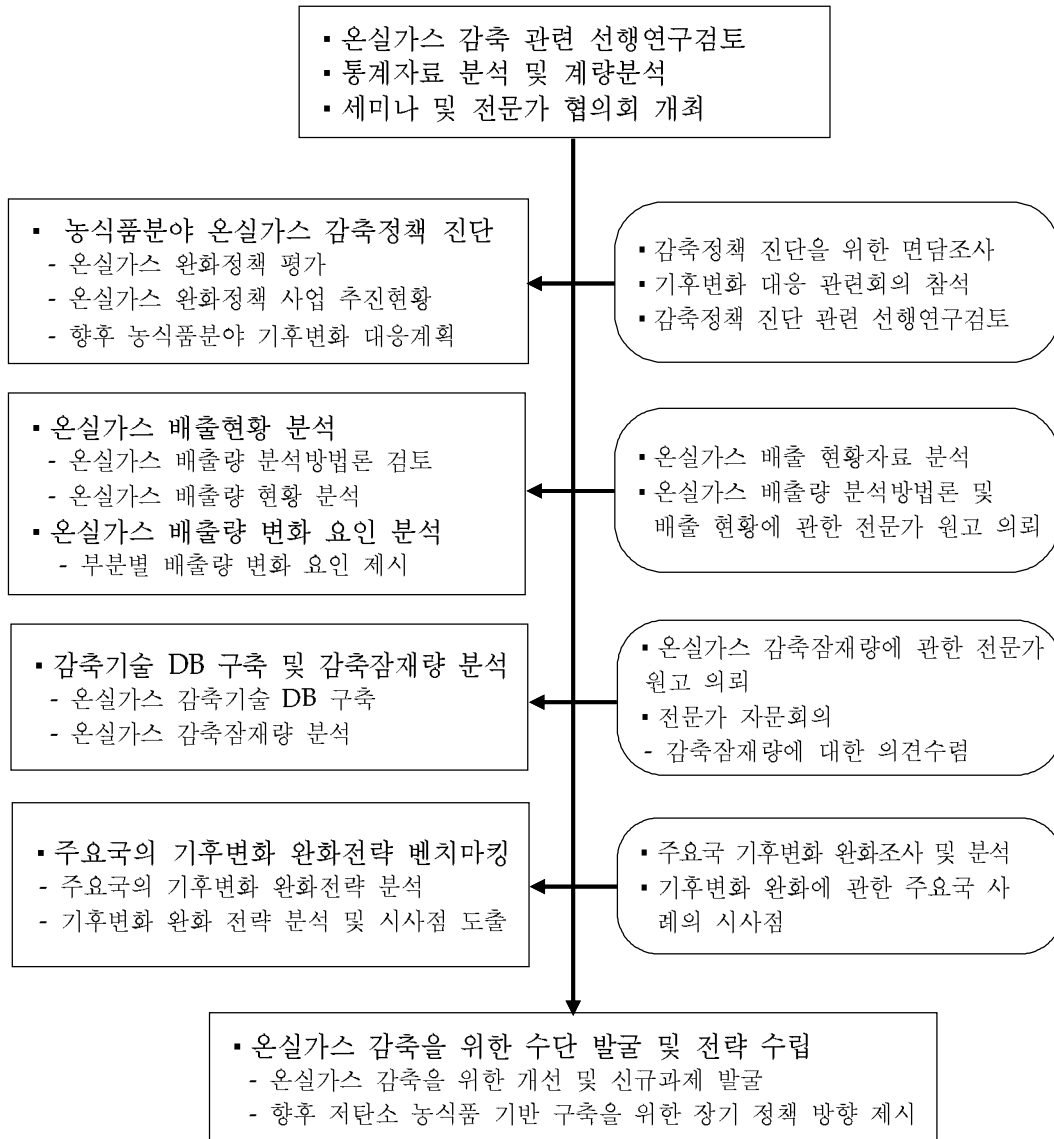 ▪ 온실가스 감축 관련 선행연구검토
▪ 통계자료 분석 및 계량분석
▪ 세미나 및 전문가 협의회 개최
▪ 농식품분야 온실가스 감축정책 진단
- 온실가스 완화정책 평가
- 온실가스 완화정책 사업 추진현황
- 향후 농식품분야 기후변화 대응계획
▪ 감축정책 진단을 위한 면담조사
▪ 기후변화 대응 관련회의 참석
▪ 감축정책 진단 관련 선행연구검토
▪ 온실가스 배출현황 분석
- 온실가스 배출량 분석방법론 검토
- 온실가스 배출량 현황 분석
▪ 온실가스 배출량 변화 요인 분석
- 부분별 배출량 변화 요인 제시
▪ 온실가스 배출 현황자료 분석
▪ 온실가스 배출량 분석방법론 및
배출 현황에 관한 전문가 원고 의뢰
▪ 감축기술 DB 구축 및 감축잠재량 분석
- 온실가스 감축기술 DB 구축
- 온실가스 감축잠재량 분석
▪ 온실가스 감축잠재량에 관한 전문가
원고 의뢰
▪ 전문가 자문회의
- 감축잠재량에 대한 의견수렴
▪ 주요국의 기후변화 완화전략 벤치마킹
- 주요국의 기후변화 완화전략 분석
- 기후변화 완화 전략 분석 및 시사점 도출
▪ 주요국 기후변화 완화조사 및 분석
▪ 기후변화 완화에 관한 주요국 사
례의 시사점
▪ 온실가스 감축을 위한 수단 발굴 및 전략 수립
- 온실가스 감축을 위한 개선 및 신규과제 발굴
- 향후 저탄소 농식품 기반 구축을 위한 장기 정책 방향 제시